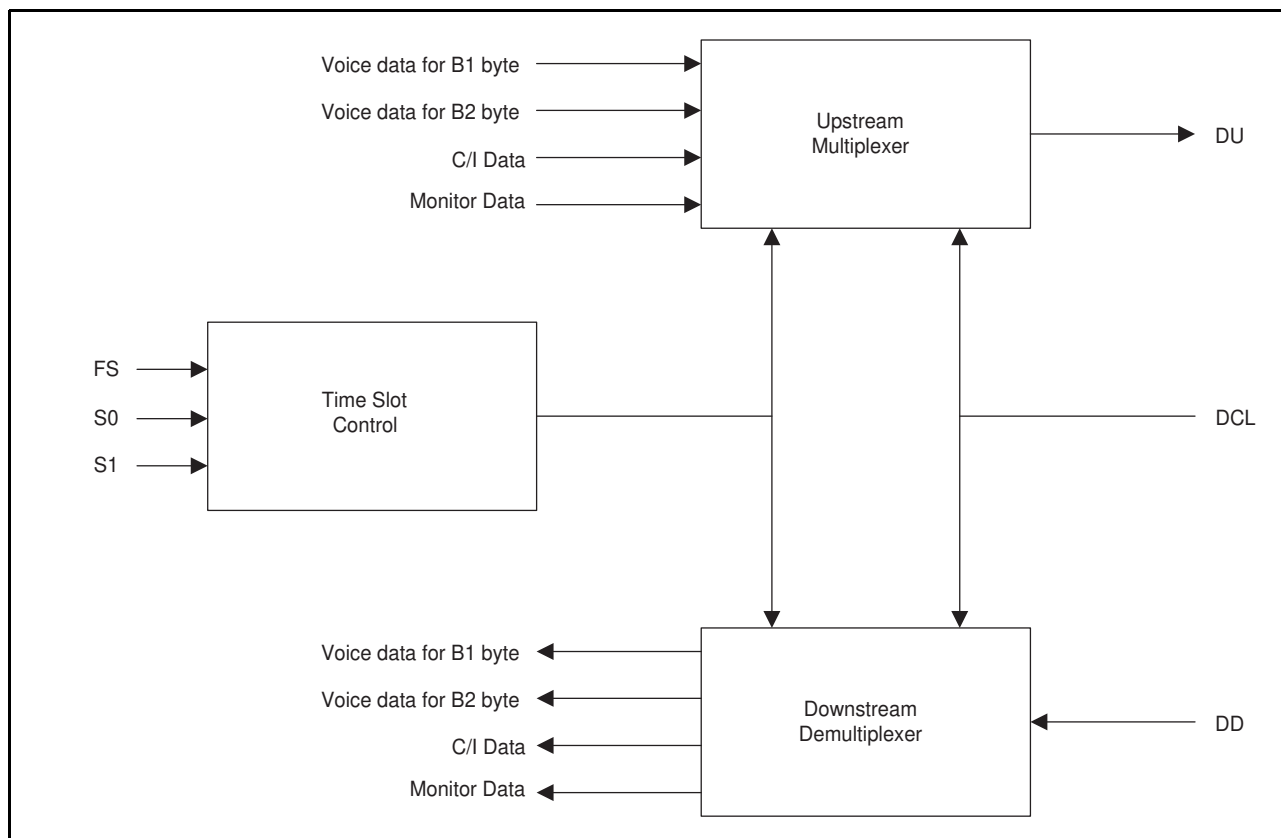 Voice data for B1 byte
Voice data for B2 byte
C/I Data
Monitor Data
Upstream
Multiplexer
DU
FS
S0
S1
Time Slot
Control
DCL
Voice data for B1 byte
Voice data for B2 byte
C/I Data
Monitor Data
Downstream
Demultiplexer
DD